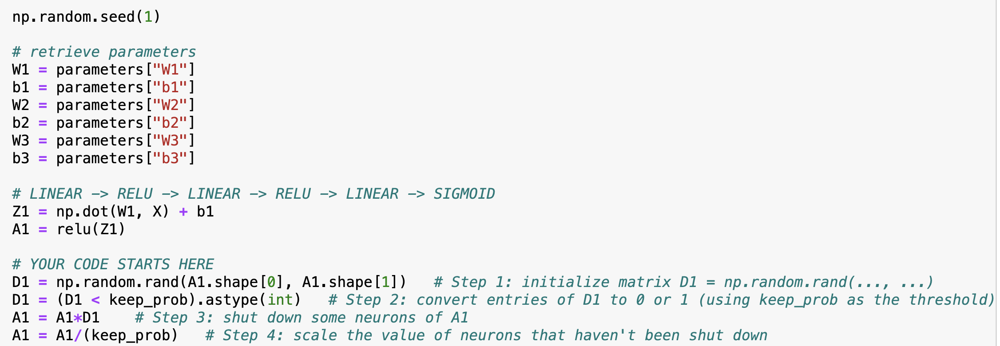 np.random.seed(1)
# retrieve parameters
W1 = parameters["W1"]
b1 = parameters["b1"]
W2 = parameters["W2"]
b2 = parameters["b2"]
W3 = parameters["W3"]
b3 = parameters["b3"]
# LINEAR -> RELU -> LINEAR -> RELU -> LINEAR -> SIGMOID
Z1 = np.dot(W1, X) + b1
A1 = relu(Z1)
# YOUR CODE STARTS HERE
D1 = np.random.rand(A1.shape[0], A1.shape[1])   # Step 1: initialize matrix D1 = np.random.rand(..., ...)
D1 = (D1 < keep_prob).astype(int)   # Step 2: convert entries of D1 to 0 or 1 (using keep_prob as the threshold)
A1 = A1*D1    # Step 3: shut down some neurons of A1
A1 = A1/(keep_prob)   # Step 4: scale the value of neurons that haven't been shut down